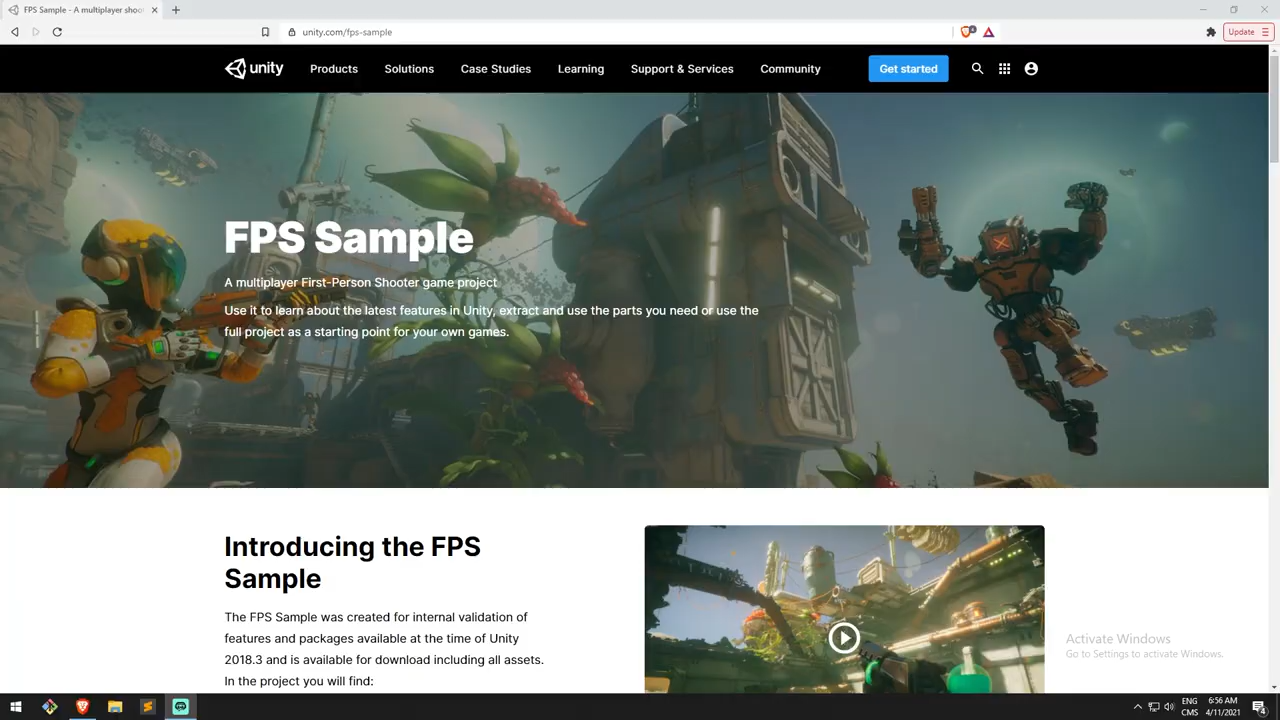 FPS Sample - A multiplayer shoo
unity.com/fps-sample
4
Update
unity
Products
Solutions
Case Studies
Learning
Support & Services
Community
Get started
FPS Sample
A multiplayer First-Person Shooter game project
Use it to learn about the latest features in Unity, extract and use the parts you need or use the
full project as a starting point for your own games.
Introducing the FPS
Sample
The FPS Sample was created for internal validation of
features and packages available at the time of Unity
2018.3 and is available for download including all assets.
In the project you will find:
Activate Windows
Go to Settings to activate Windows.
ENG
CMS
6:56 AM
4/11/2021
4